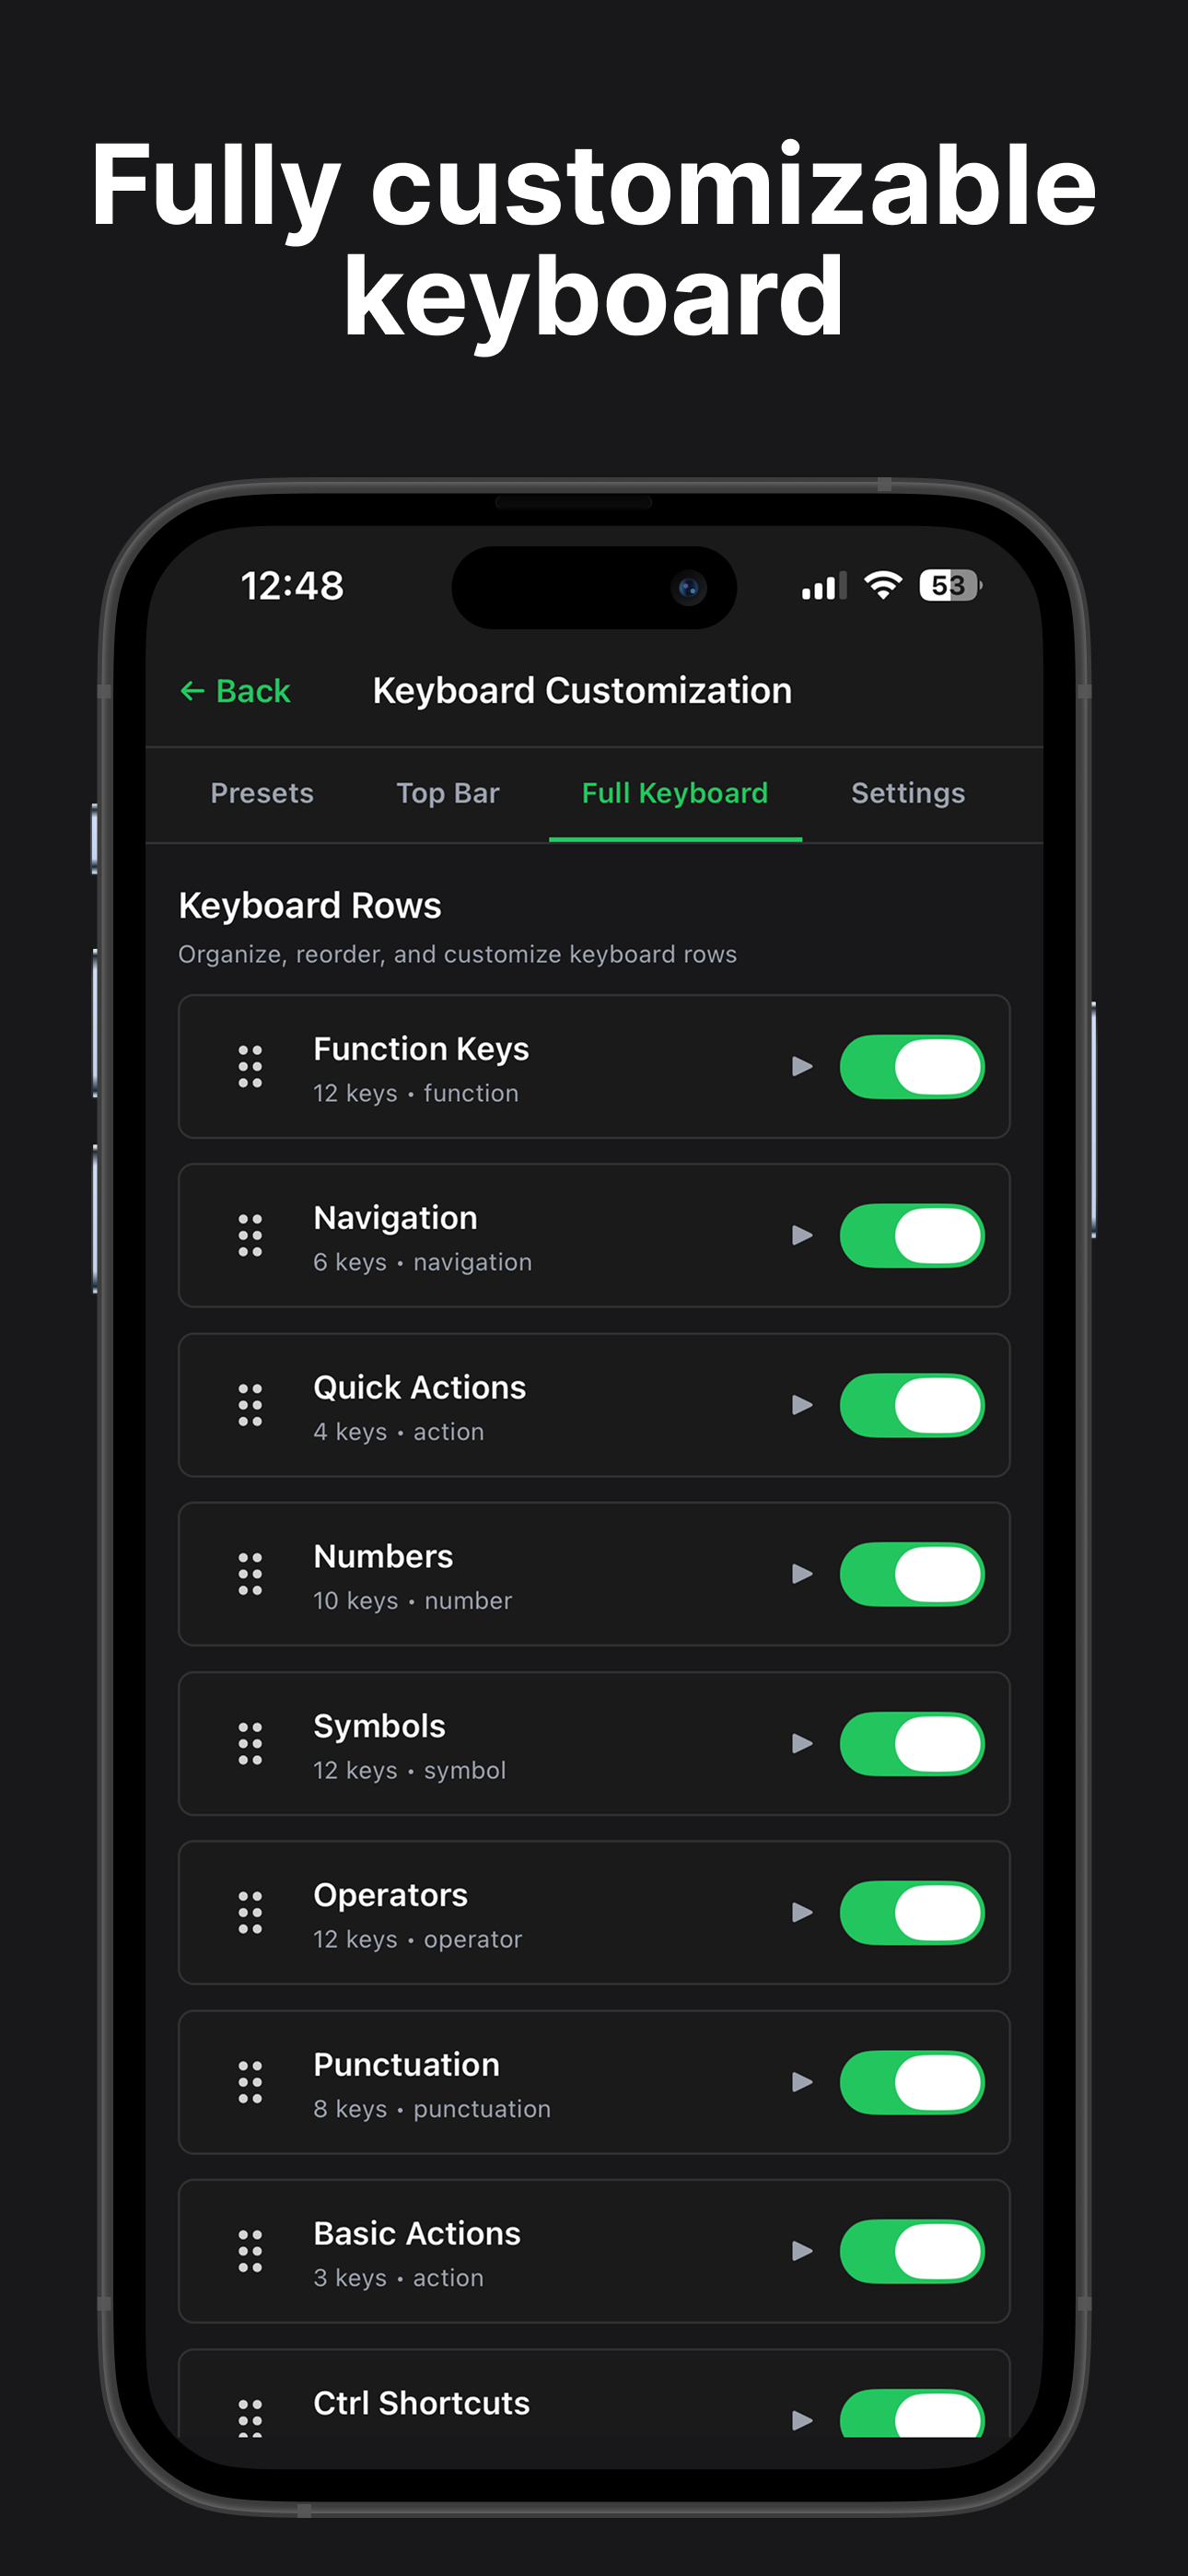 Fully customizable
keyboard
12:48
53
← Back
Keyboard Customization
Presets
Top Bar
Full Keyboard
Settings
Keyboard Rows
Organize, reorder, and customize keyboard rows
Function Keys
12 keys • function
Navigation
6 keys • navigation
Quick Actions
4 keys • action
Numbers
10 keys • number
Symbols
12 keys • symbol
Operators
12 keys • operator
Punctuation
8 keys • punctuation
Basic Actions
3 keys • action
Ctrl Shortcuts